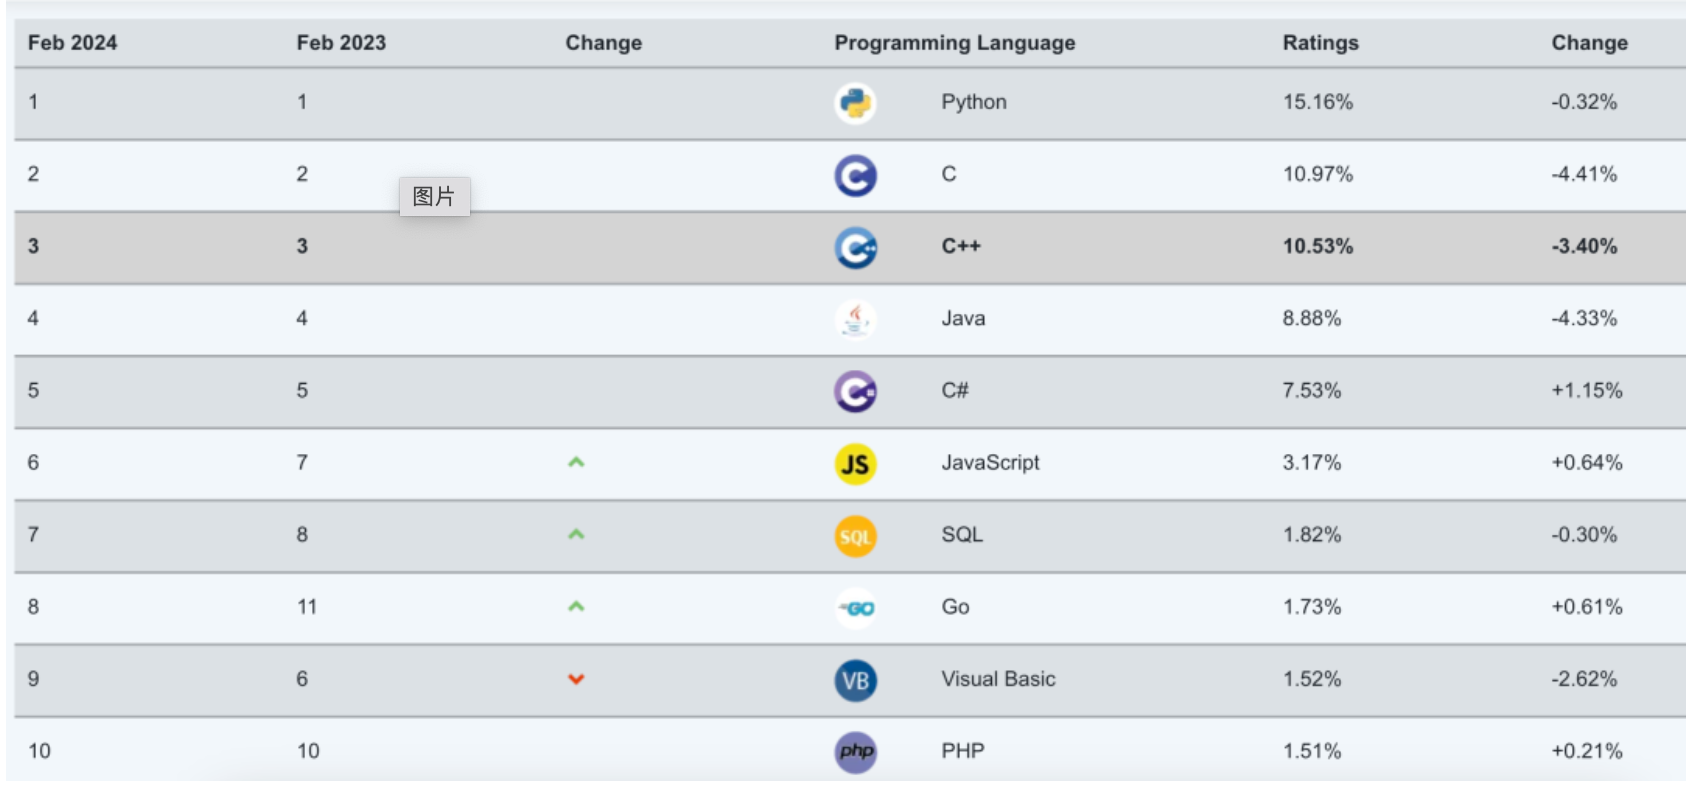 Feb 2024 Feb 2023 Change Programming Language Ratings Change
1 1 Python 15.16% -0.32%
2 2 C 10.97% -4.41%
图片
3 3 C++ 10.53% -3.40%
4 4 Java 8.88% -4.33%
5 5 C# 7.53% +1.15%
6 7 JS JavaScript 3.17% +0.64%
7 8 SQL SQL 1.82% -0.30%
8 11 GO Go 1.73% +0.61%
9 6 VB Visual Basic 1.52% -2.62%
10 10 php PHP 1.51% +0.21%